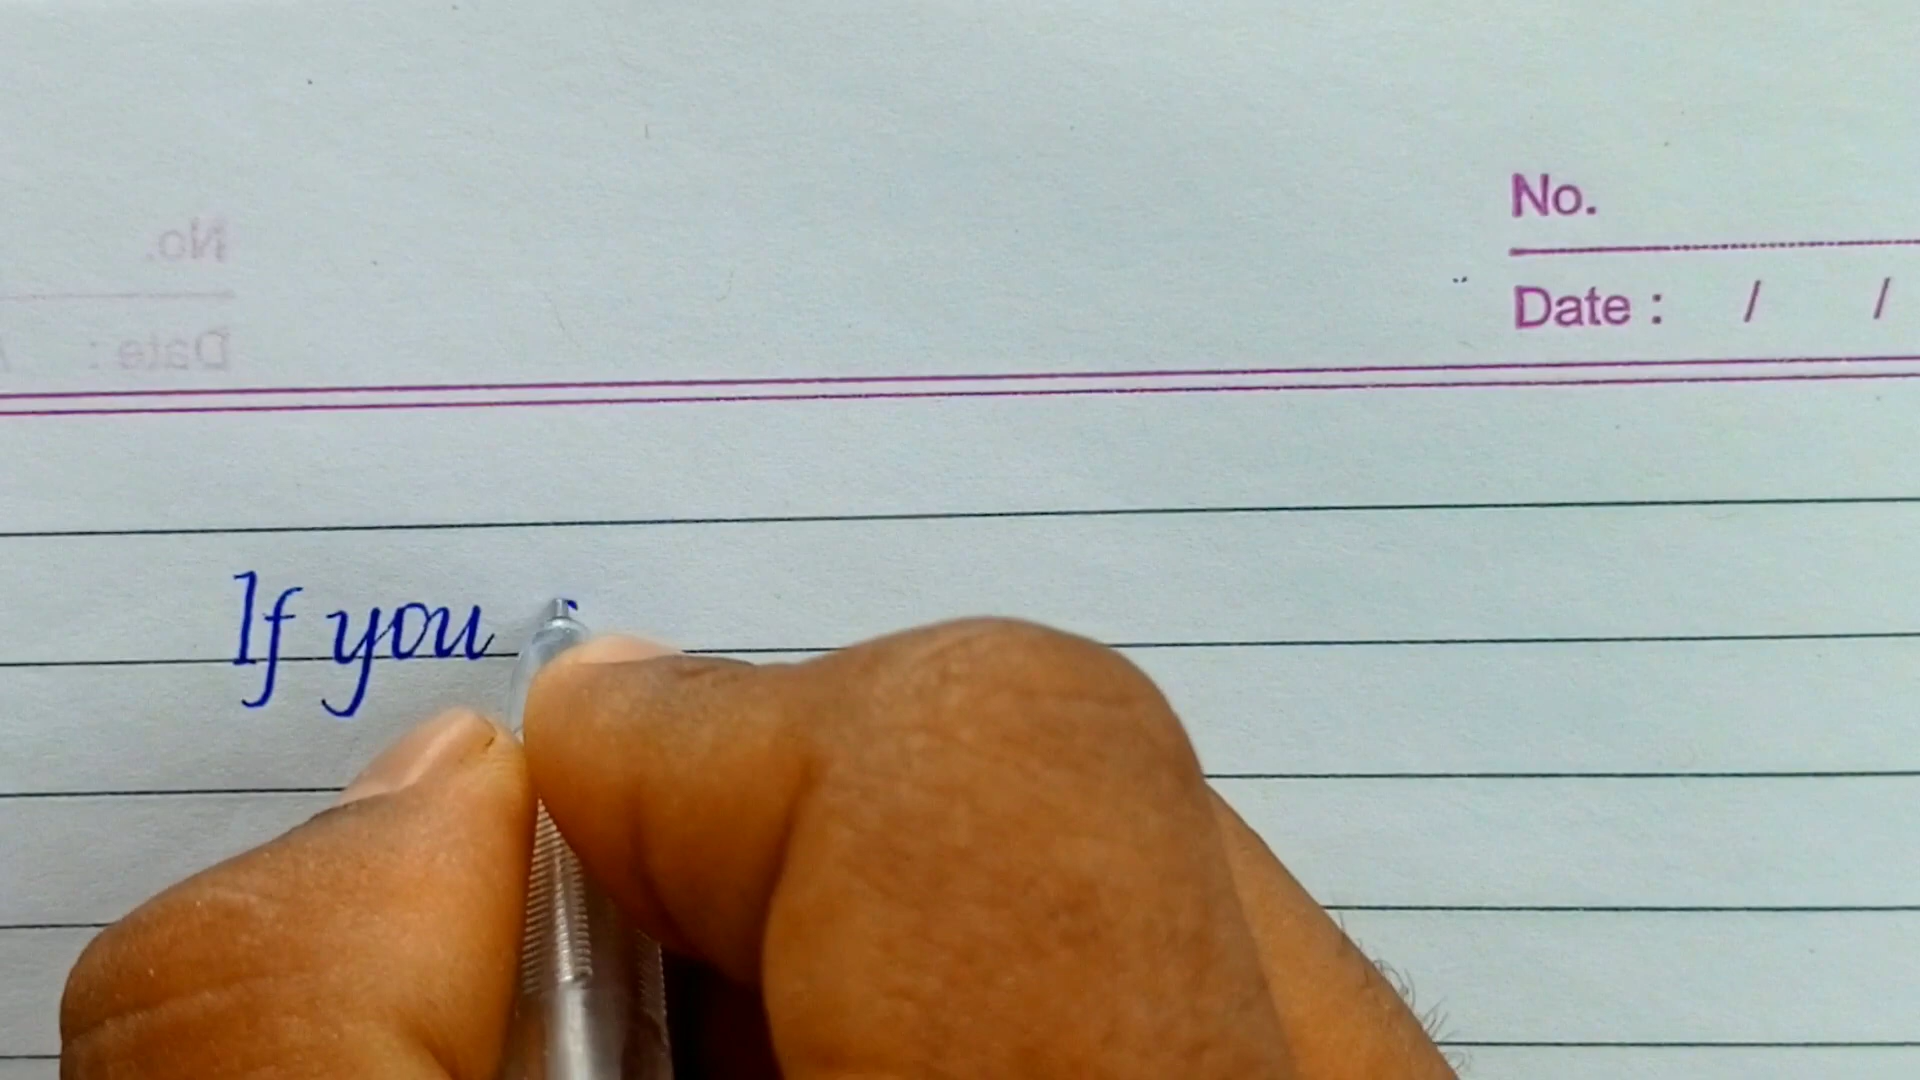 No.
Date : / /
If you